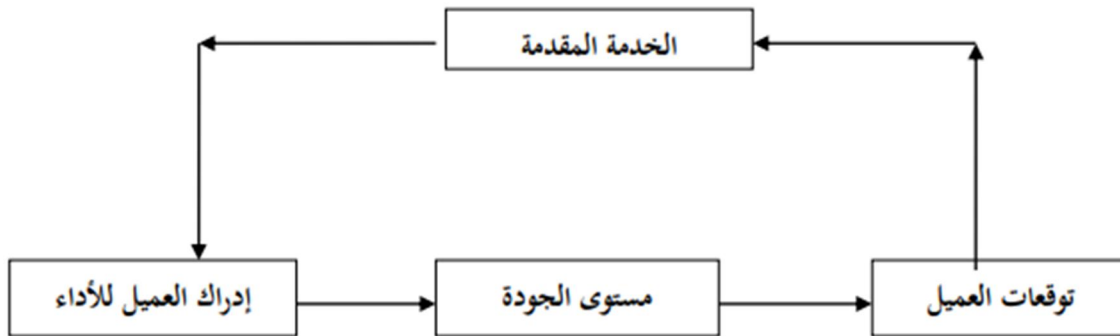 الخدمة المقدمة
توقعات العميل
مستوى الجودة
إدراك العميل للأداء